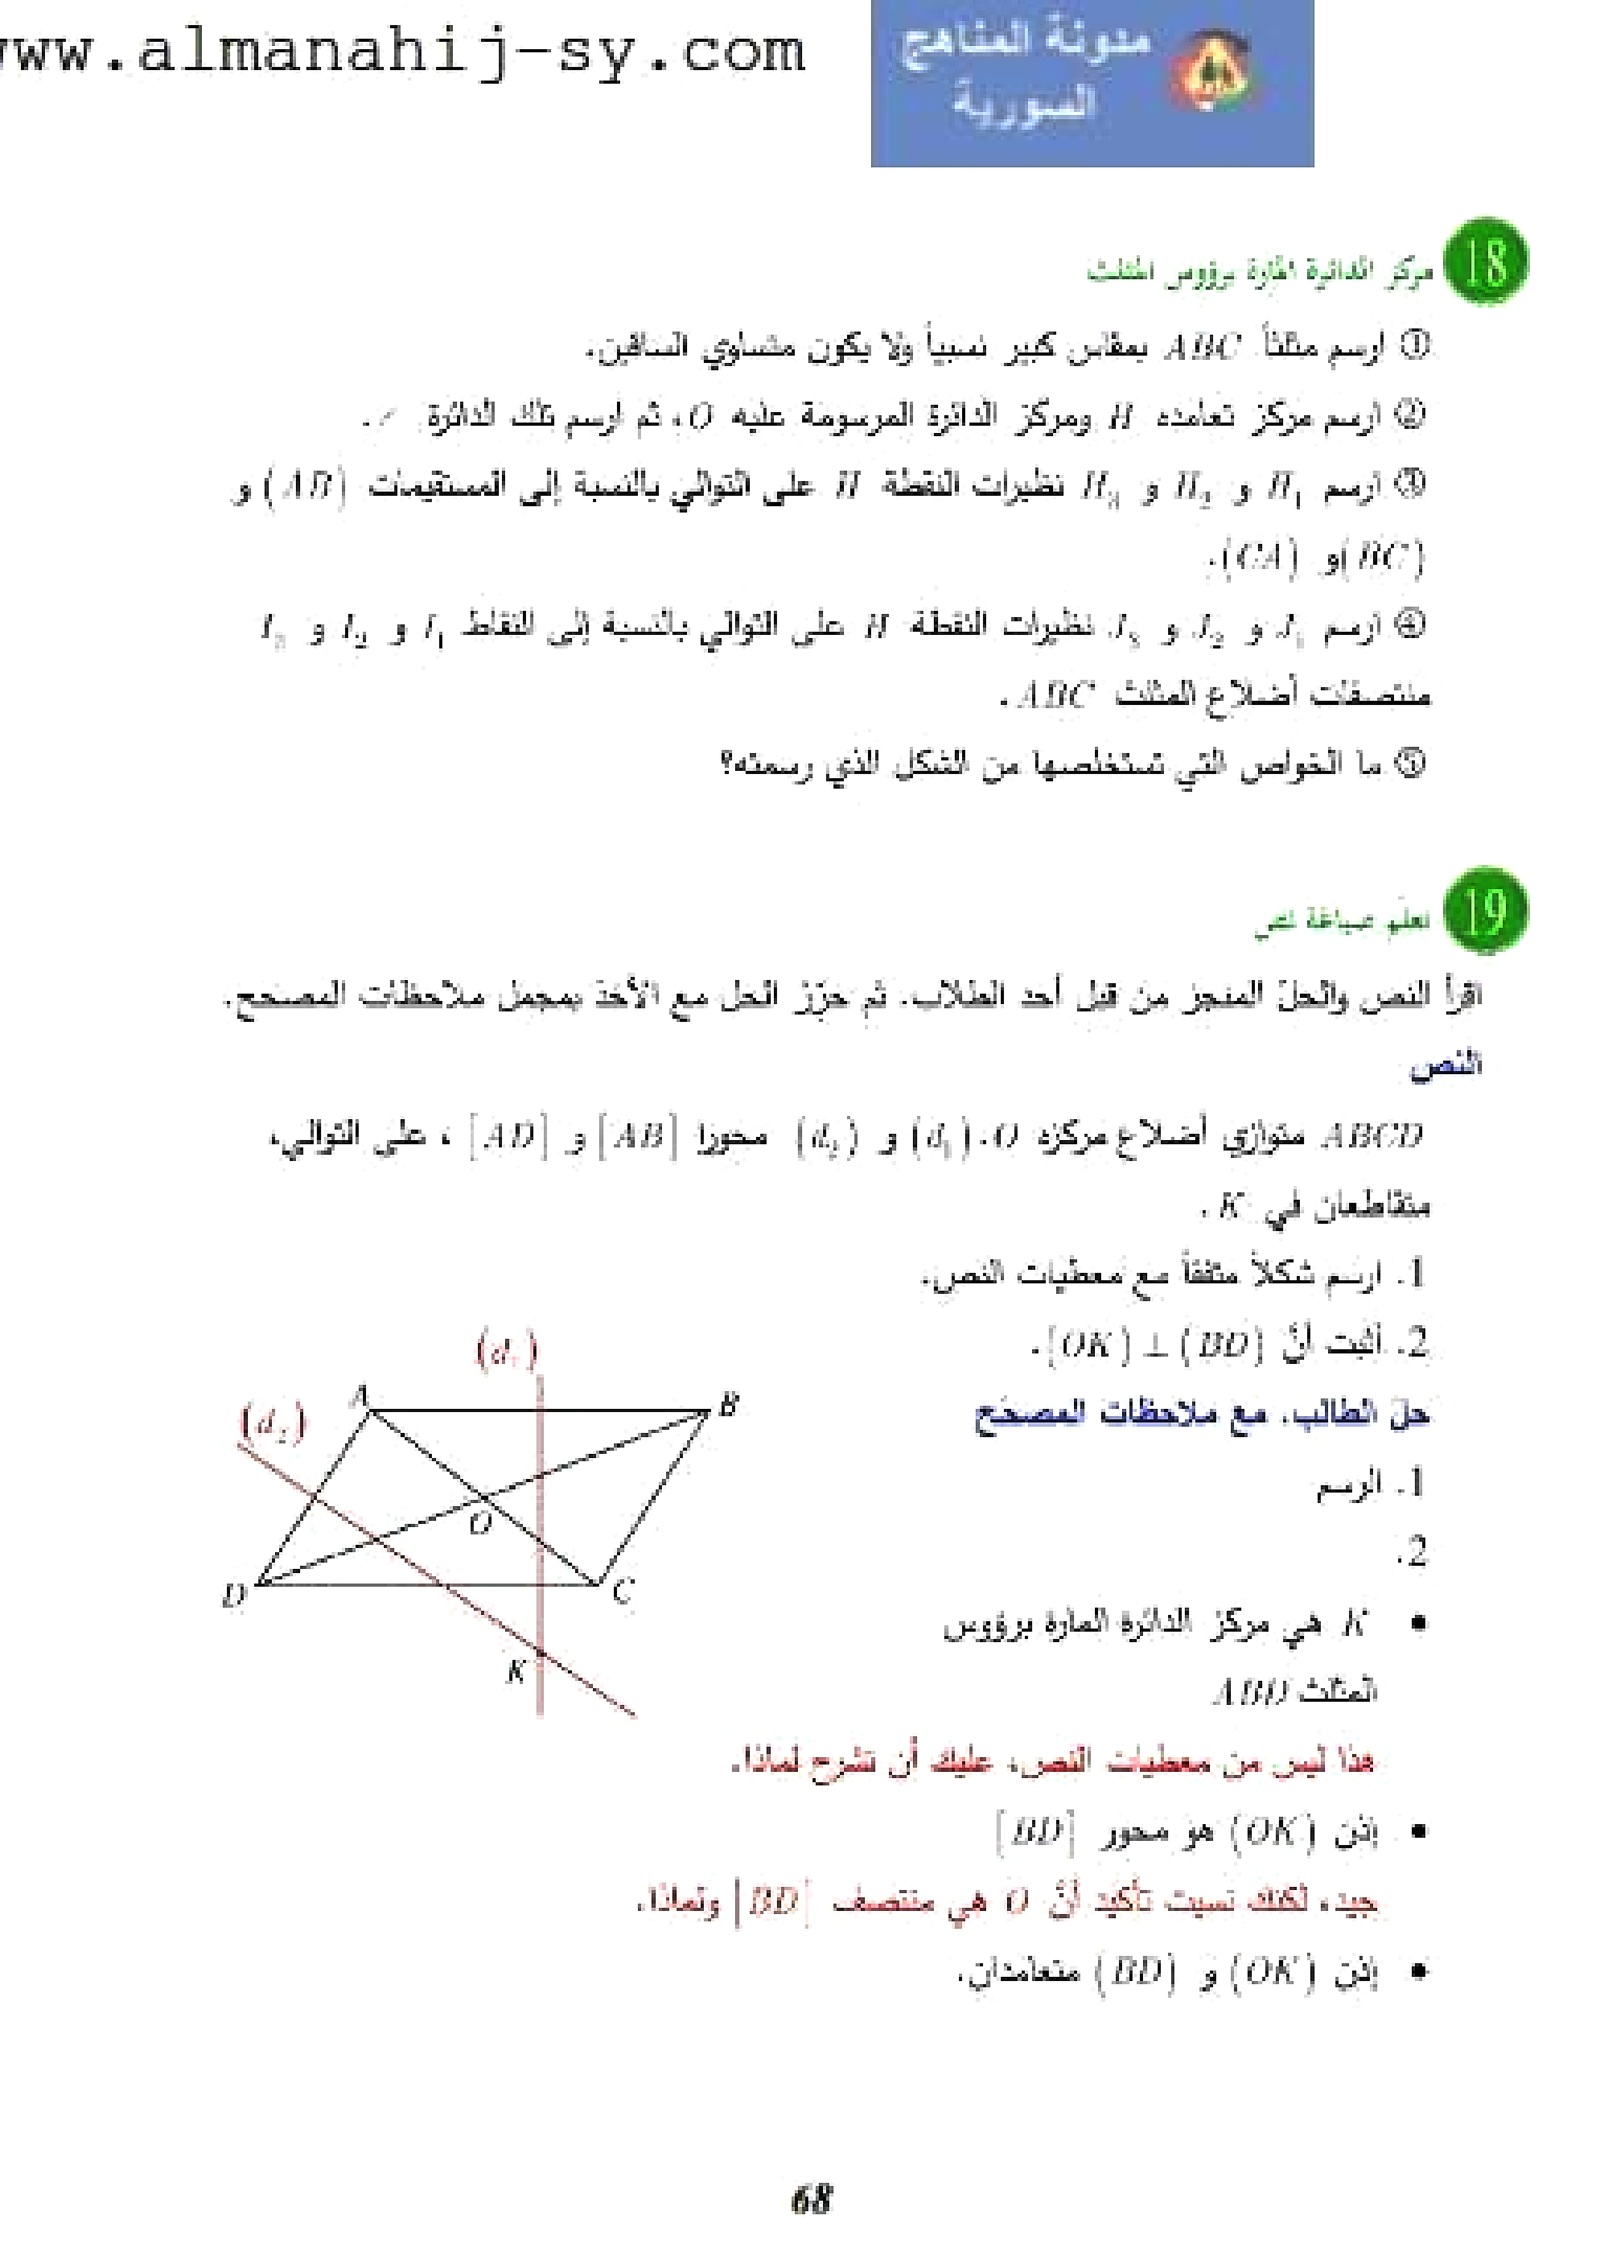 www.almanahij-sy.com
مدونة المناهج
السورية
18
مركز الدائرة المارة برؤوس المثلث
① ارسم مثلثاً ABC بمقاس كبير نسبياً ولا يكون متساوي الساقين.
② ارسم مركز تعامده H ومركز الدائرة المرسومة عليه O، ثم ارسم تلك الدائرة .
③ ارسم H₁ و H₂ و H₃ نظيرات النقطة H على التوالي بالنسبة إلى المستقيمات (AB) و
(BC) و (CA).
④ ارسم J₁ و J₂ و J₃ نظيرات النقطة H على التوالي بالنسبة إلى النقاط I₁ و I₂ و I₃
منتصفات أضلاع المثلث ABC.
⑤ ما الخواص التي تستخلصها من الشكل الذي رسمته؟
19
تعلّم صياغة نص
اقرأ النص والحلّ المنجز من قبل أحد الطلاب. ثم حرّرْ الحل مع الأخذ بمجمل ملاحظات المصحح.
النص
ABCD متوازي أضلاع مركزه O. (d₁) و (d₂) محورا [AB] و [AD]، على التوالي،
متقاطعان في K.
1. ارسم شكلاً متفقاً مع معطيات النص.
2. أثبت أنّ (OK) ⊥ (BD).
حلّ الطالب. مع ملاحظات المصحّح
1. الرسم
2.
(d₁)
(d₂)
A
B
O
D
C
K
• K هي مركز الدائرة المارة برؤوس
المثلث ABD
هذا ليس من معطيات النص، عليك أن تشرح لماذا.
• إذن (OK) هو محور [BD]
جيد، لكنك نسيت تأكيد أنّ O هي منتصف [BD] ولماذا.
• إذن (OK) و (BD) متعامدان.
68